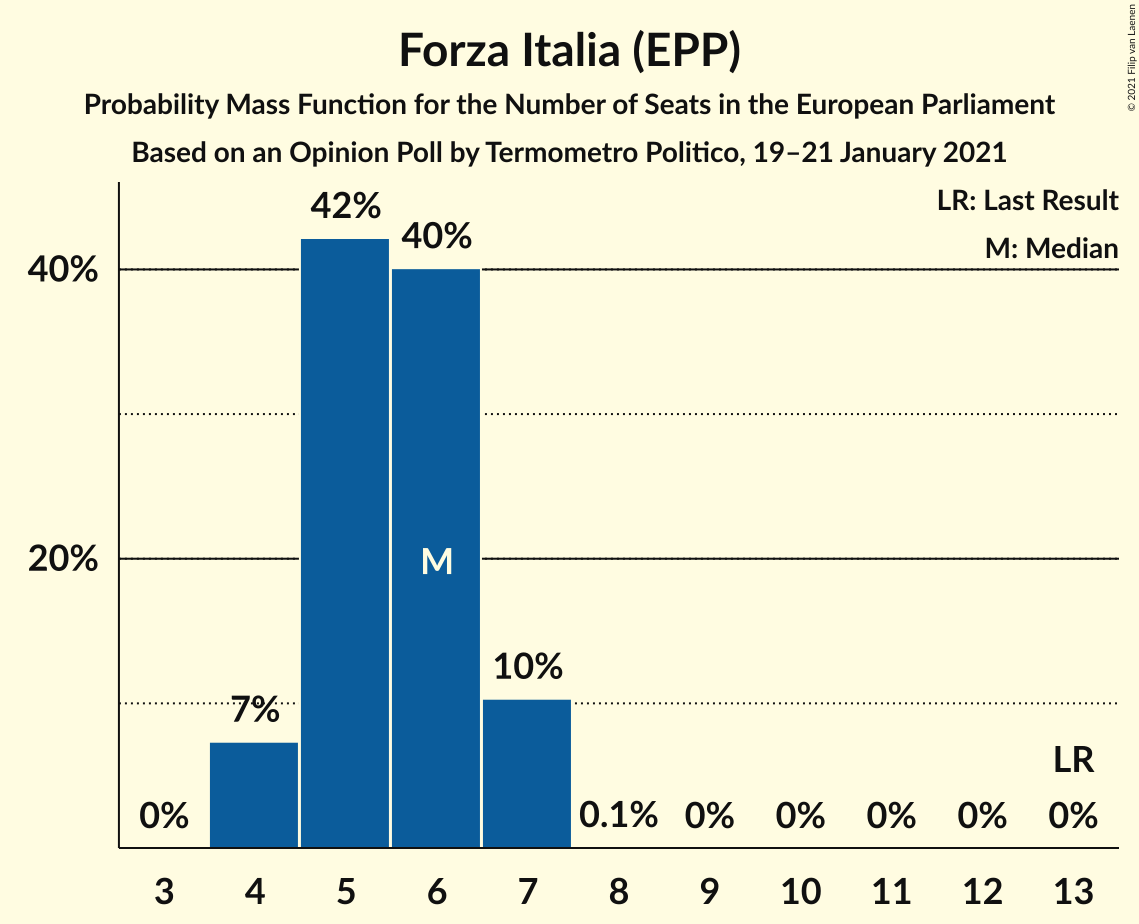 Forza Italia (EPP)
Probability Mass Function for the Number of Seats in the European Parliament
Based on an Opinion Poll by Termometro Politico, 19–21 January 2021
© 2021 Filip van Laenen
LR: Last Result
M: Median
42%
40%
40%
20%
M
10%
7%
LR
0%
0.1%
0%
0%
0%
0%
0%
3 4 5 6 7 8 9 10 11 12 13